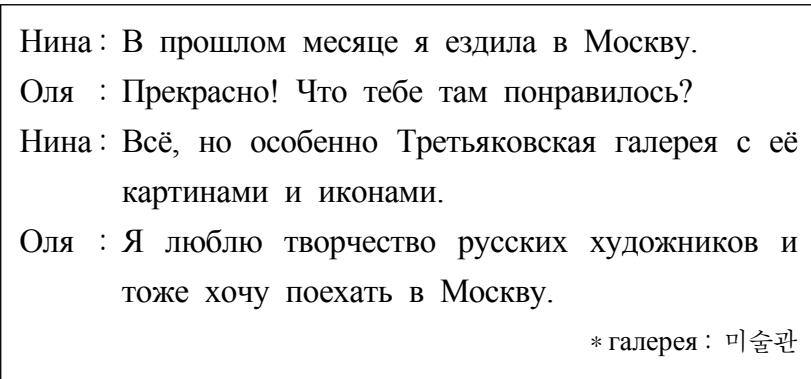 Нина : В прошлом месяце я ездила в Москву.
Оля : Прекрасно! Что тебе там понравилось?
Нина : Всё, но особенно Третьяковская галерея с её
картинами и иконами.
Оля : Я люблю творчество русских художников и
тоже хочу поехать в Москву.
* галерея : 미술관